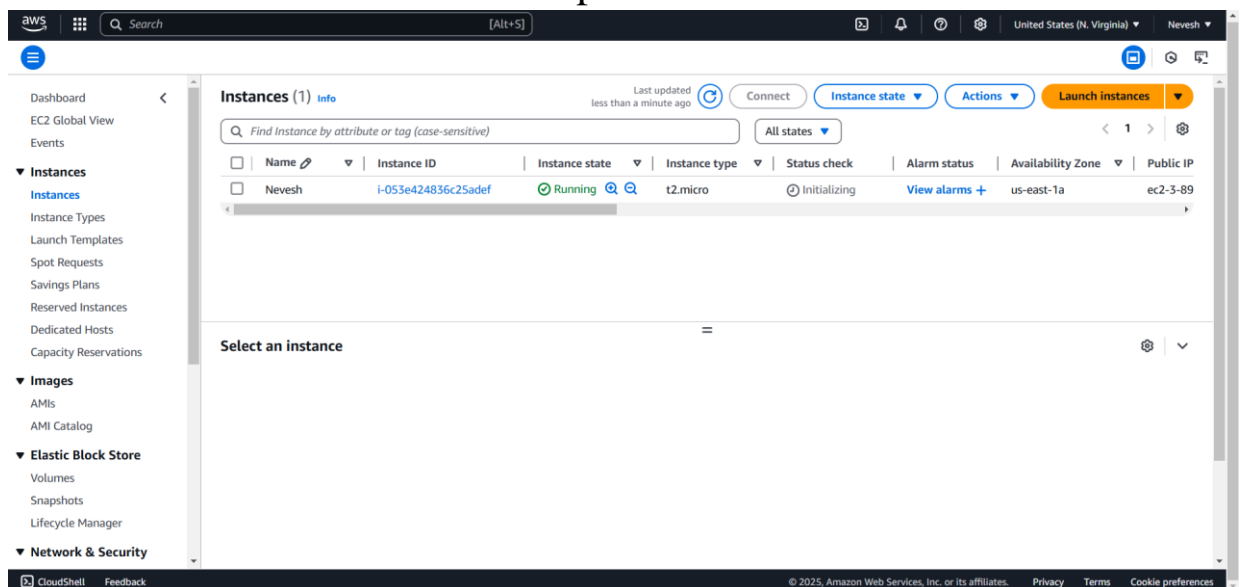 aws Search [Alt+S] United States (N. Virginia) Nevesh
Dashboard
EC2 Global View
Events
Instances
Instances
Instance Types
Launch Templates
Spot Requests
Savings Plans
Reserved Instances
Dedicated Hosts
Capacity Reservations
Images
AMIs
AMI Catalog
Elastic Block Store
Volumes
Snapshots
Lifecycle Manager
Network & Security
Instances (1) Info
Last updated
less than a minute ago
Connect Instance state Actions Launch instances
Find Instance by attribute or tag (case-sensitive) All states 1
Name Instance ID Instance state Instance type Status check Alarm status Availability Zone Public IP
Nevesh i-053e424836c25adef Running t2.micro Initializing View alarms + us-east-1a ec2-3-89
Select an instance
CloudShell Feedback © 2025, Amazon Web Services, Inc. or its affiliates. Privacy Terms Cookie preferences